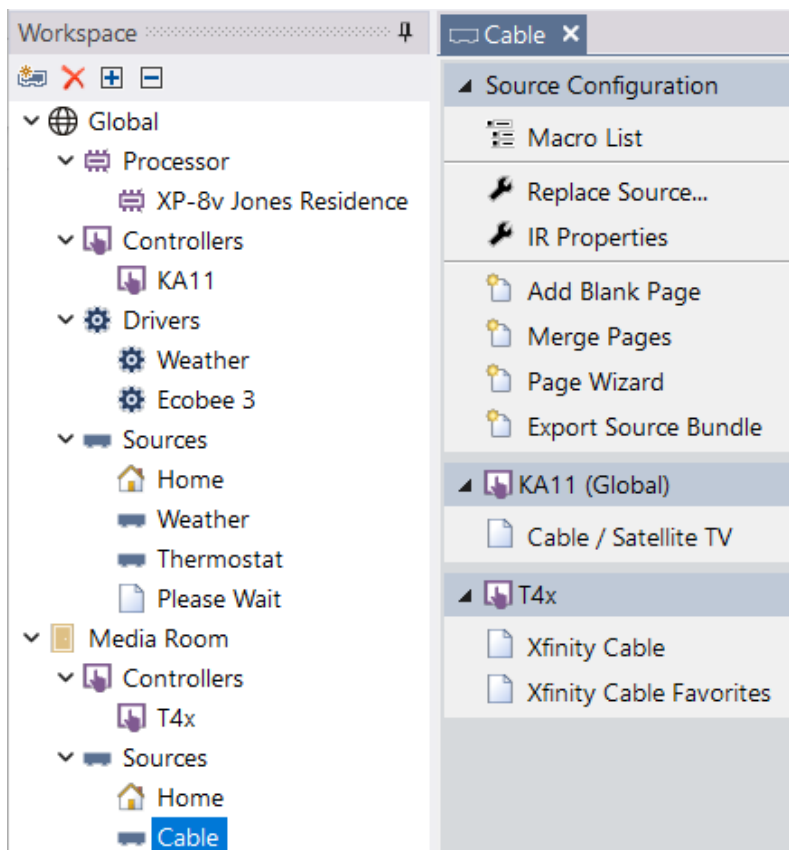 Workspace
Global
Processor
XP-8v Jones Residence
Controllers
KA11
Drivers
Weather
Ecobee 3
Sources
Home
Weather
Thermostat
Please Wait
Media Room
Controllers
T4x
Sources
Home
Cable
Cable
Source Configuration
Macro List
Replace Source...
IR Properties
Add Blank Page
Merge Pages
Page Wizard
Export Source Bundle
KA11 (Global)
Cable / Satellite TV
T4x
Xfinity Cable
Xfinity Cable Favorites